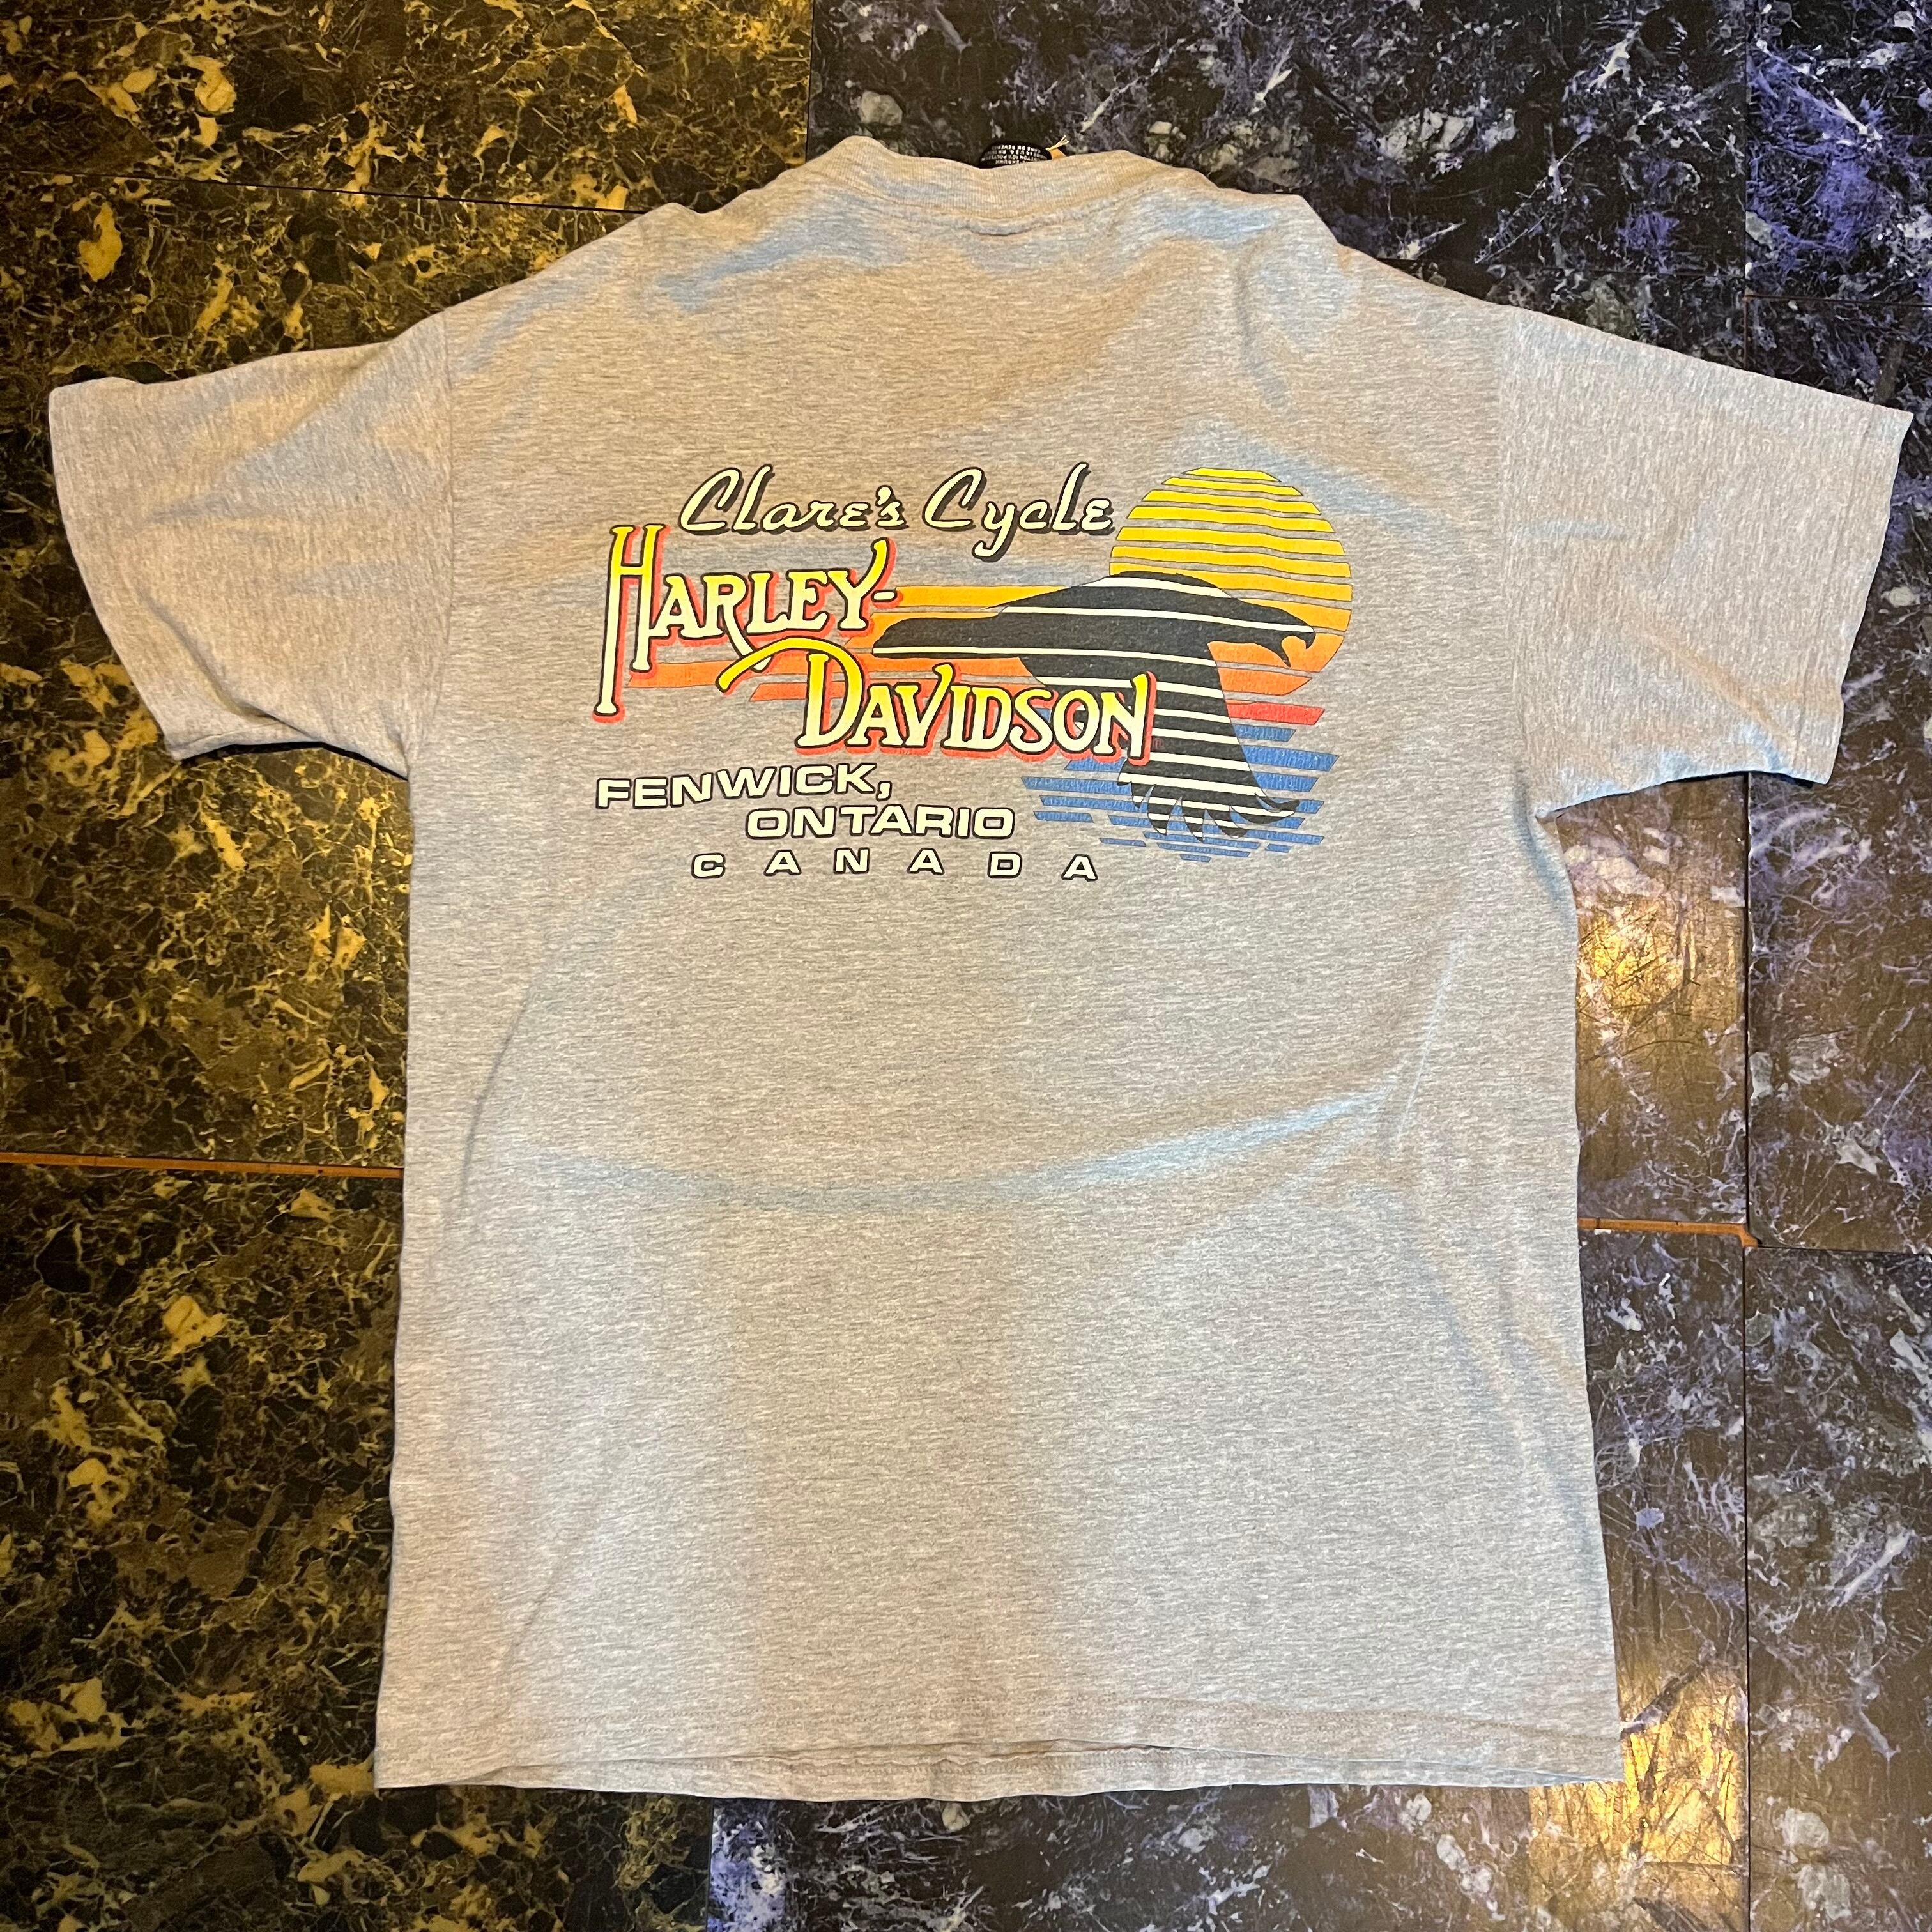 Clare's Cycle
HARLEY-
DAVIDSON
FENWICK,
ONTARIO
CANADA